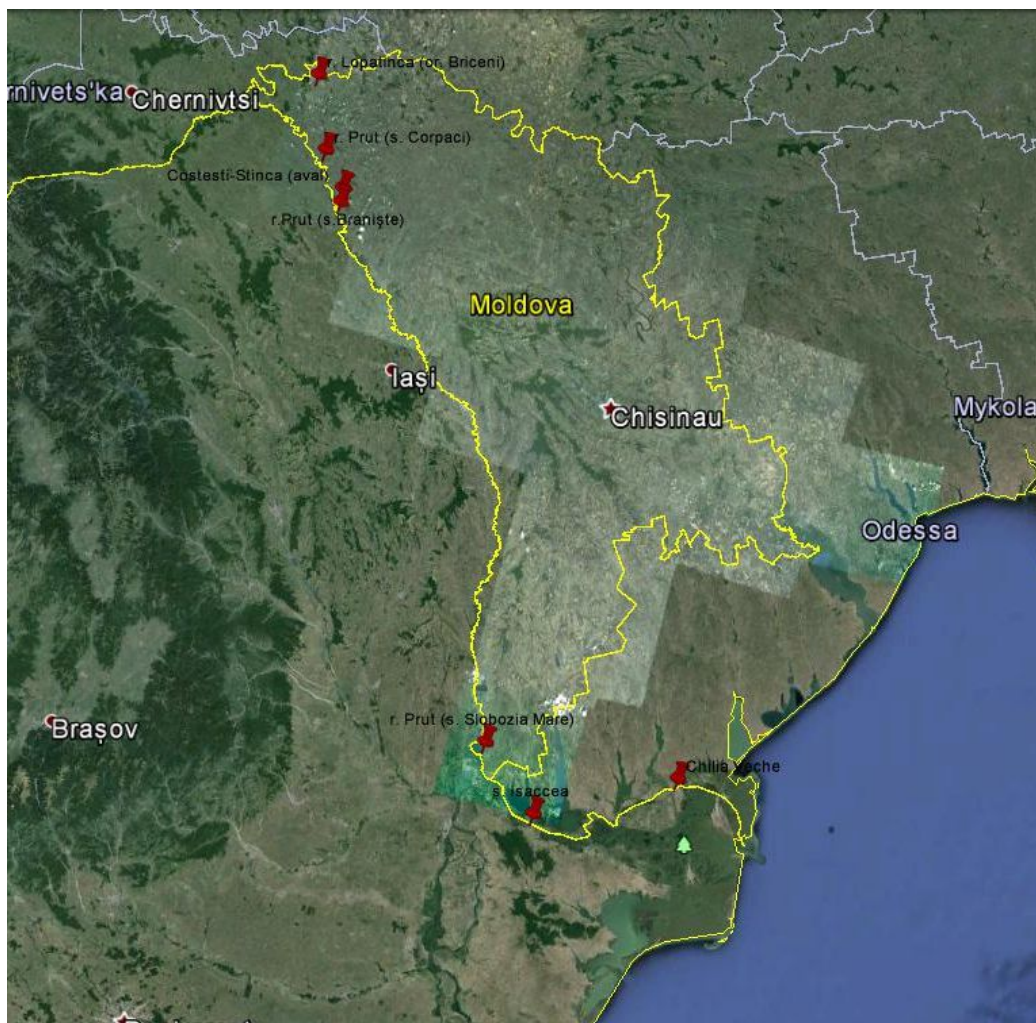 r. Lopatinca (or. Briceni)
rnivets'ka
Chernivtsi
r. Prut (s. Corpaci)
Costesti-Stinca (aval)
r.Prut (s.Braniște)
Moldova
Iași
Chisinau
Mykola
Odessa
r. Prut (s. Slobozia Mare)
Brașov
Chilia Veche
s. Isaccea